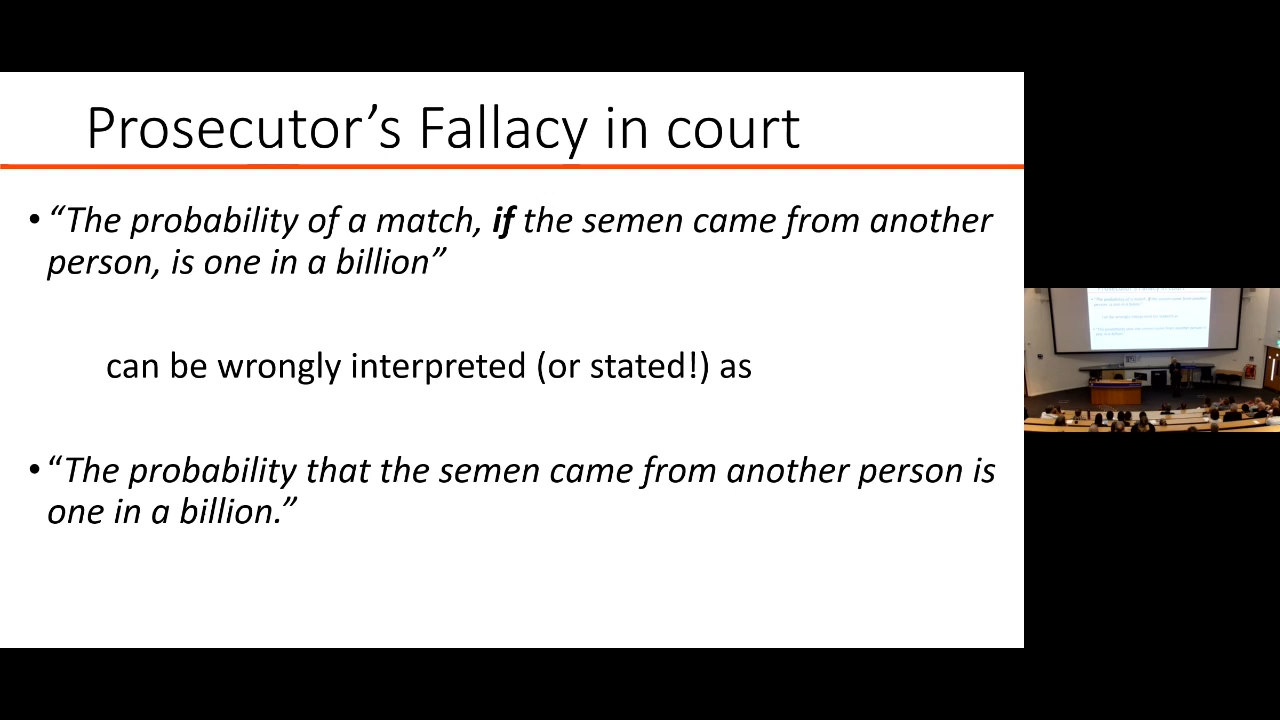 Prosecutor’s Fallacy in court
• “The probability of a match, if the semen came from another
person, is one in a billion”
can be wrongly interpreted (or stated!) as
• “The probability that the semen came from another person is
one in a billion.”